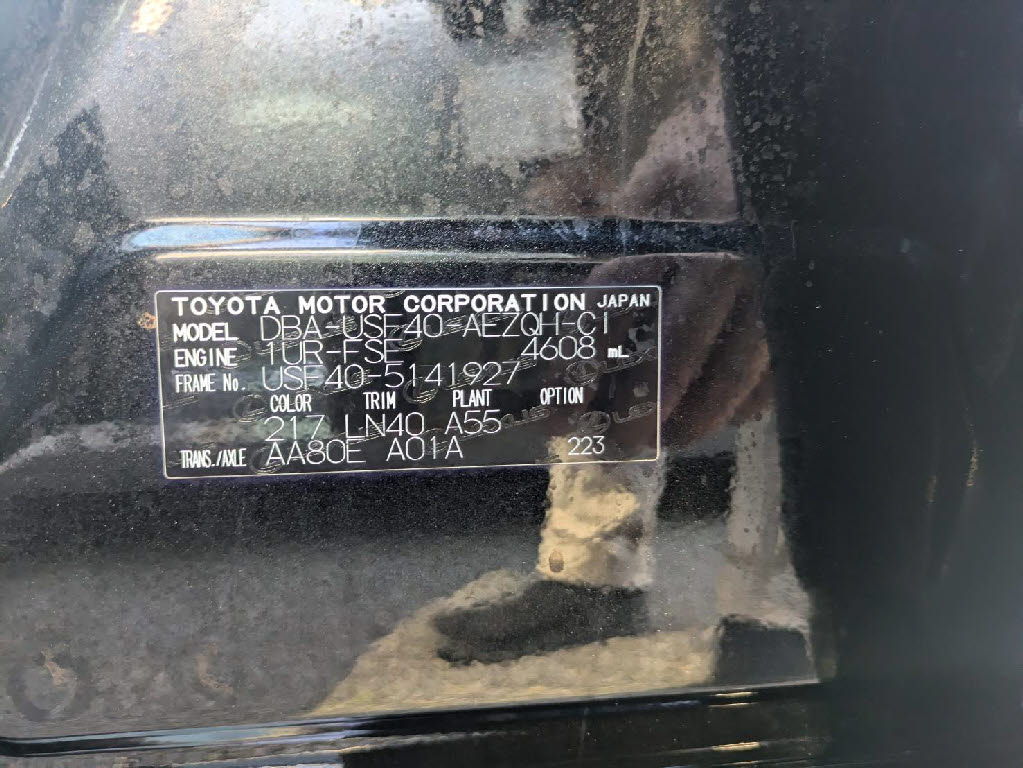 TOYOTA MOTOR CORPORATION JAPAN
MODEL DBA-USF40-AEZQH-C1
ENGINE 1UR-FSE 4608 mL
FRAME No. USF40-5141927
COLOR TRIM PLANT OPTION
217 LN40 A55
TRANS./AXLE AA80E A01A 223